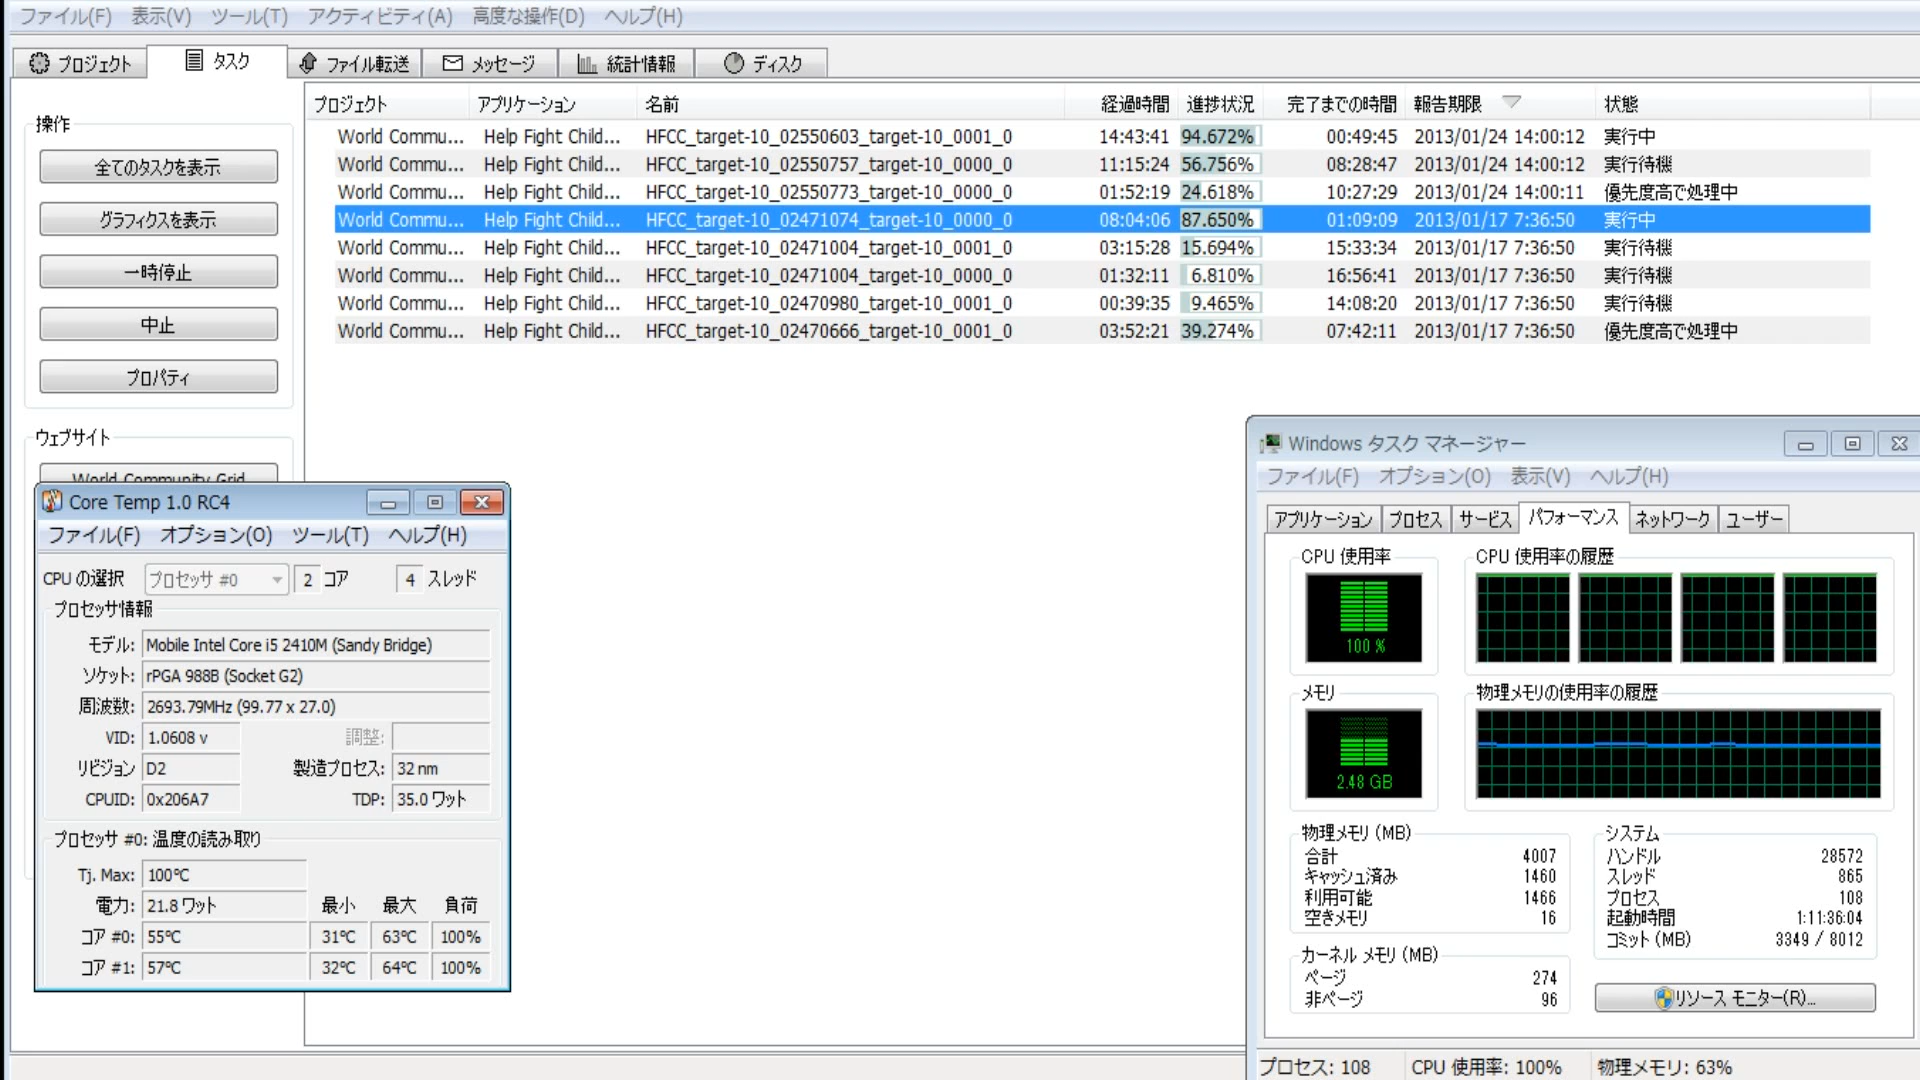 ファイル(F) 表示(V) ツール(T) アクティビティ(A) 高度な操作(D) ヘルプ(H)
プロジェクト タスク ファイル転送 メッセージ 統計情報 ディスク
プロジェクト アプリケーション 名前 経過時間 進捗状況 完了までの時間 報告期限 状態
World Commu... Help Fight Child... HFCC_target-10_02550603_target-10_0001_0 14:43:41 94.672% 00:49:45 2013/01/24 14:00:12 実行中
World Commu... Help Fight Child... HFCC_target-10_02550757_target-10_0000_0 11:15:24 56.756% 08:28:47 2013/01/24 14:00:12 実行待機
World Commu... Help Fight Child... HFCC_target-10_02550773_target-10_0000_0 01:52:19 24.618% 10:27:29 2013/01/24 14:00:11 優先度高で処理中
World Commu... Help Fight Child... HFCC_target-10_02471074_target-10_0000_0 08:04:06 87.650% 01:09:09 2013/01/17 7:36:50 実行中
World Commu... Help Fight Child... HFCC_target-10_02471004_target-10_0001_0 03:15:28 15.694% 15:33:34 2013/01/17 7:36:50 実行待機
World Commu... Help Fight Child... HFCC_target-10_02471004_target-10_0000_0 01:32:11 6.810% 16:56:41 2013/01/17 7:36:50 実行待機
World Commu... Help Fight Child... HFCC_target-10_02470980_target-10_0001_0 00:39:35 9.465% 14:08:20 2013/01/17 7:36:50 実行待機
World Commu... Help Fight Child... HFCC_target-10_02470666_target-10_0001_0 03:52:21 39.274% 07:42:11 2013/01/17 7:36:50 優先度高で処理中
操作
全てのタスクを表示
グラフィクスを表示
一時停止
中止
プロパティ
ウェブサイト
World Community Grid
Core Temp 1.0 RC4
ファイル(F) オプション(O) ツール(T) ヘルプ(H)
CPU の選択 プロセッサ #0 2 コア 4 スレッド
プロセッサ情報
モデル: Mobile Intel Core i5 2410M (Sandy Bridge)
ソケット: rPGA 988B (Socket G2)
周波数: 2693.79MHz (99.77 x 27.0)
VID: 1.0608 v 調整:
リビジョン D2 製造プロセス: 32 nm
CPUID: 0x206A7 TDP: 35.0 ワット
プロセッサ #0: 温度の読み取り
Tj. Max: 100℃
電力: 21.8 ワット 最小 最大 負荷
コア #0: 55℃ 31℃ 63℃ 100%
コア #1: 57℃ 32℃ 64℃ 100%
Windows タスク マネージャー
ファイル(F) オプション(O) 表示(V) ヘルプ(H)
アプリケーション プロセス サービス パフォーマンス ネットワーク ユーザー
CPU 使用率 CPU 使用率の履歴
100 %
メモリ 物理メモリの使用率の履歴
2.48 GB
物理メモリ (MB)
合計 4007
キャッシュ済み 1460
利用可能 1466
空きメモリ 16
カーネル メモリ (MB)
ページ 274
非ページ 96
システム
ハンドル 28572
スレッド 865
プロセス 108
起動時間 1:11:36:04
コミット (MB) 3349 / 8012
リソース モニター(R)...
プロセス: 108 CPU 使用率: 100% 物理メモリ: 63%